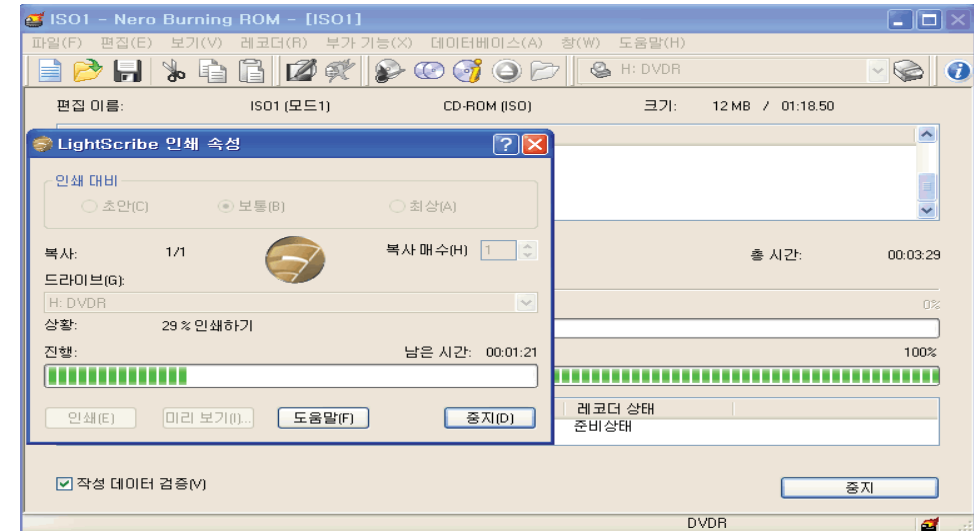 ISO1 - Nero Burning ROM - [ISO1]
파일(F) 편집(E) 보기(V) 레코더(R) 부가 기능(X) 데이터베이스(A) 창(W) 도움말(H)
H: DVDR
편집 이름: ISO1 (모드1) CD-ROM (ISO) 크기: 12 MB / 01:18.50
LightScribe 인쇄 속성
인쇄 대비
초안(C) 보통(B) 최상(A)
복사: 1/1 복사 매수(H) 1
총 시간: 00:03:29
드라이브(G):
H: DVDR
0%
상황: 29 % 인쇄하기
진행: 남은 시간: 00:01:21
100%
인쇄(E) 미리 보기(I)... 도움말(F) 중지(D)
레코더 상태
준비상태
작성 데이터 검증(V)
중지
DVDR